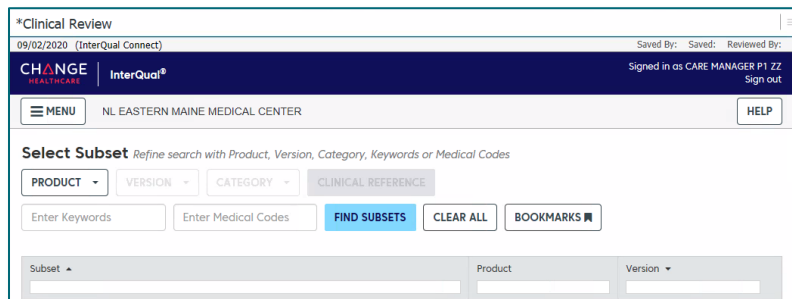 *Clinical Review
09/02/2020 (InterQual Connect) Saved By: Saved: Reviewed By:
CHANGE HEALTHCARE InterQual® Signed in as CARE MANAGER P1 ZZ
Sign out
MENU NL EASTERN MAINE MEDICAL CENTER HELP
Select Subset Refine search with Product, Version, Category, Keywords or Medical Codes
PRODUCT VERSION CATEGORY CLINICAL REFERENCE
Enter Keywords Enter Medical Codes FIND SUBSETS CLEAR ALL BOOKMARKS
Subset Product Version